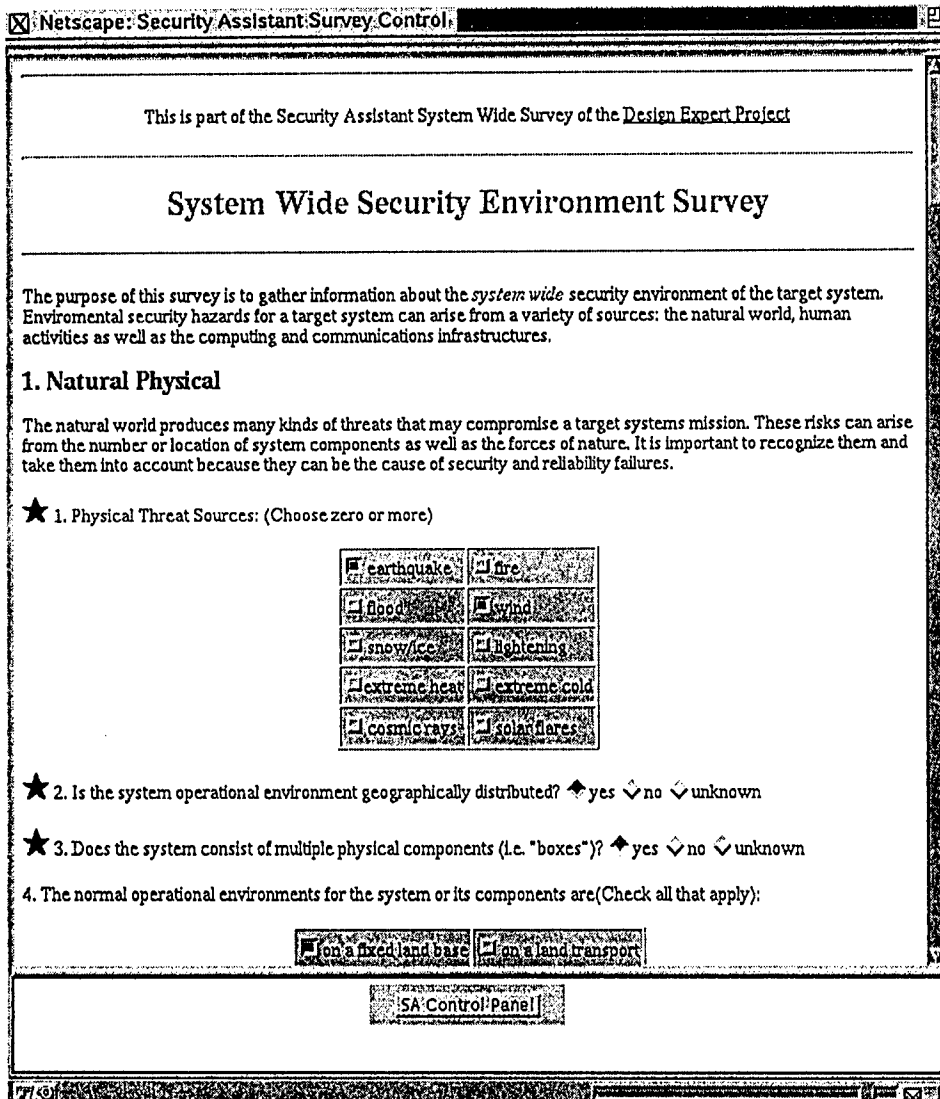 Netscape: Security Assistant Survey Control
This is part of the Security Assistant System Wide Survey of the Design Expert Project
System Wide Security Environment Survey
The purpose of this survey is to gather information about the system wide security environment of the target system.
Enviromental security hazards for a target system can arise from a variety of sources: the natural world, human
activities as well as the computing and communications infrastructures.
1. Natural Physical
The natural world produces many kinds of threats that may compromise a target systems mission. These risks can arise
from the number or location of system components as well as the forces of nature. It is important to recognize them and
take them into account because they can be the cause of security and reliability failures.
1. Physical Threat Sources: (Choose zero or more)
earthquake fire
flood wind
snow/ice lightening
extreme heat extreme cold
cosmic rays solar flares
2. Is the system operational environment geographically distributed? yes no unknown
3. Does the system consist of multiple physical components (i.e. "boxes")? yes no unknown
4. The normal operational environments for the system or its components are(Check all that apply):
on a fixed land base on a land transport
SA Control Panel